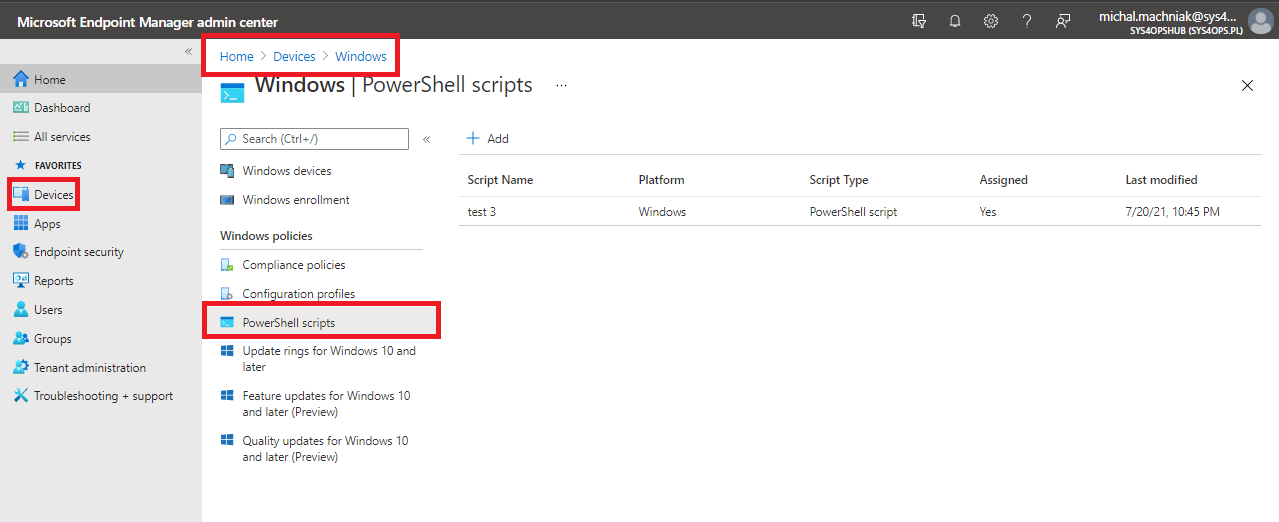 Microsoft Endpoint Manager admin center
michal.machniak@sys4...
SYS4OPSHUB (SYS4OPS.PL)
Home
Dashboard
All services
FAVORITES
Devices
Apps
Endpoint security
Reports
Users
Groups
Tenant administration
Troubleshooting + support
Home > Devices > Windows
Windows | PowerShell scripts ...
Search (Ctrl+/)
Windows devices
Windows enrollment
Windows policies
Compliance policies
Configuration profiles
PowerShell scripts
Update rings for Windows 10 and
later
Feature updates for Windows 10
and later (Preview)
Quality updates for Windows 10
and later (Preview)
+ Add
Script Name Platform Script Type Assigned Last modified
test 3 Windows PowerShell script Yes 7/20/21, 10:45 PM